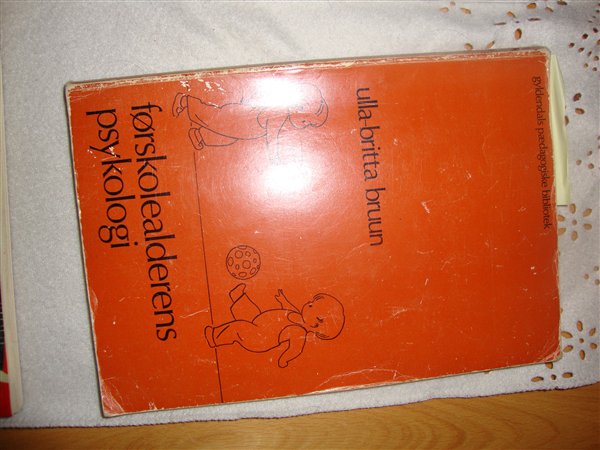 gyldendals pædagogiske bibliotek
ulla-britta bruun
førskolealderens
psykologi